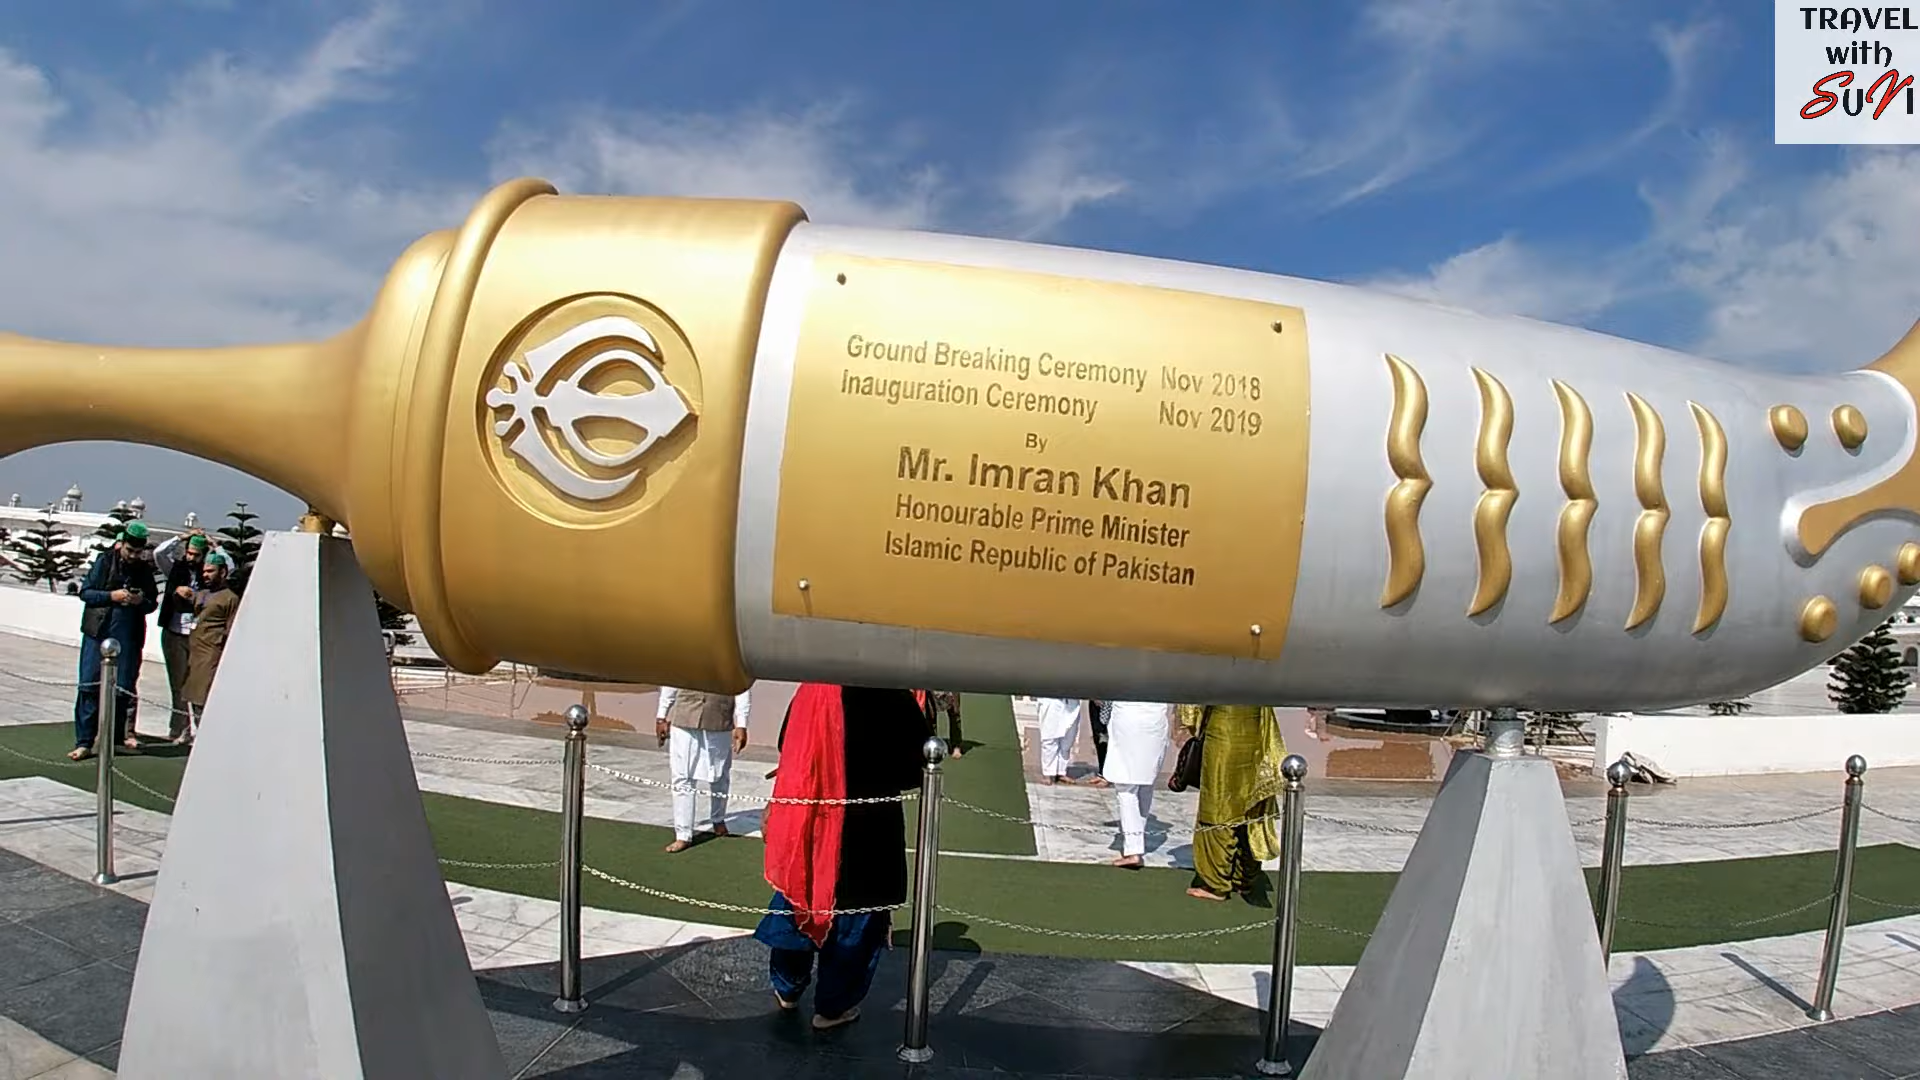 TRAVEL
with
SuVi
Ground Breaking Ceremony Nov 2018
Inauguration Ceremony Nov 2019
By
Mr. Imran Khan
Honourable Prime Minister
Islamic Republic of Pakistan